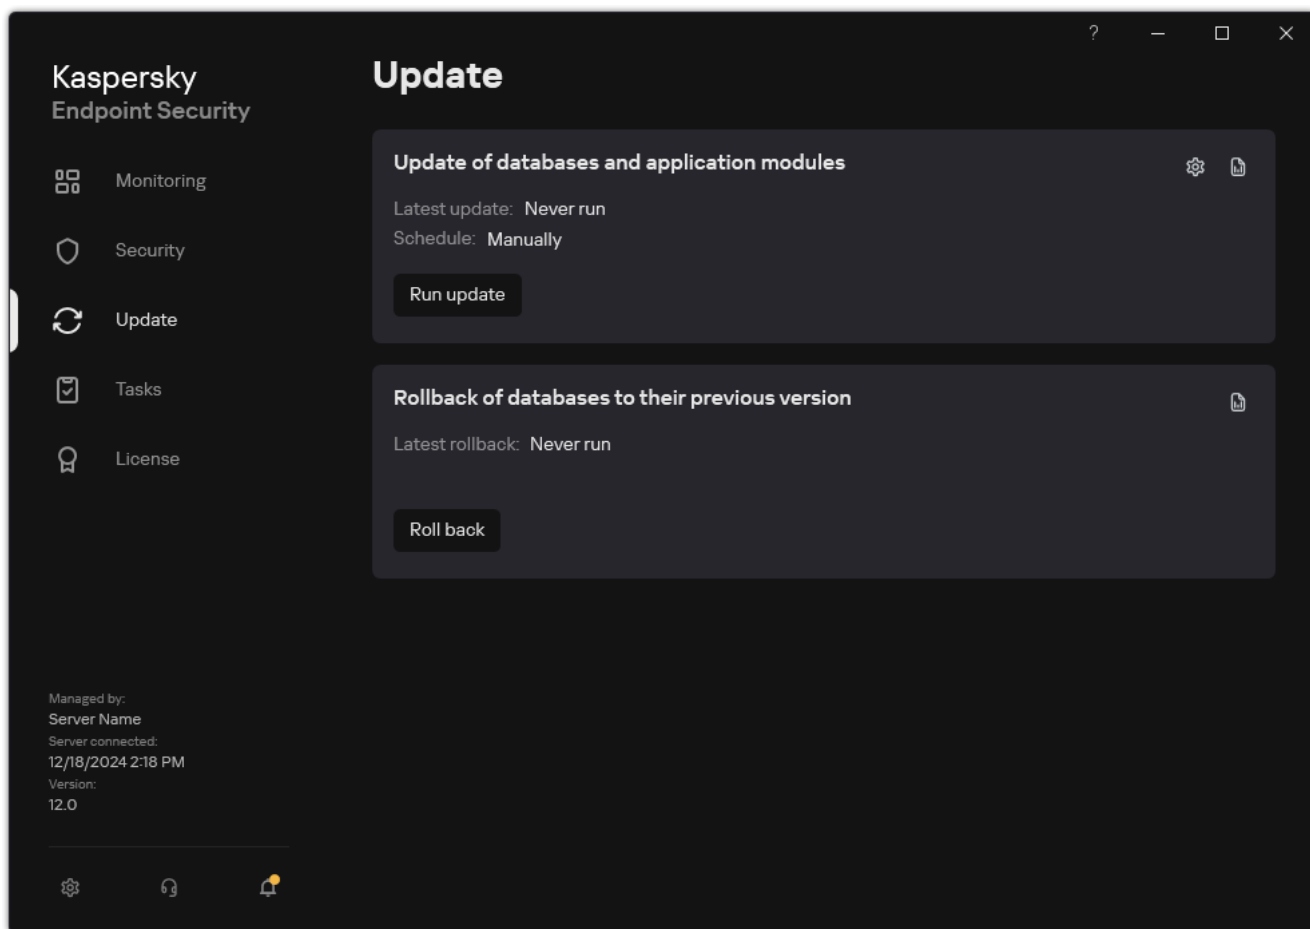 ?
Kaspersky
Endpoint Security
Monitoring
Security
Update
Tasks
License
Managed by:
Server Name
Server connected:
12/18/2024 2:18 PM
Version:
12.0
Update
Update of databases and application modules
Latest update: Never run
Schedule: Manually
Run update
Rollback of databases to their previous version
Latest rollback: Never run
Roll back